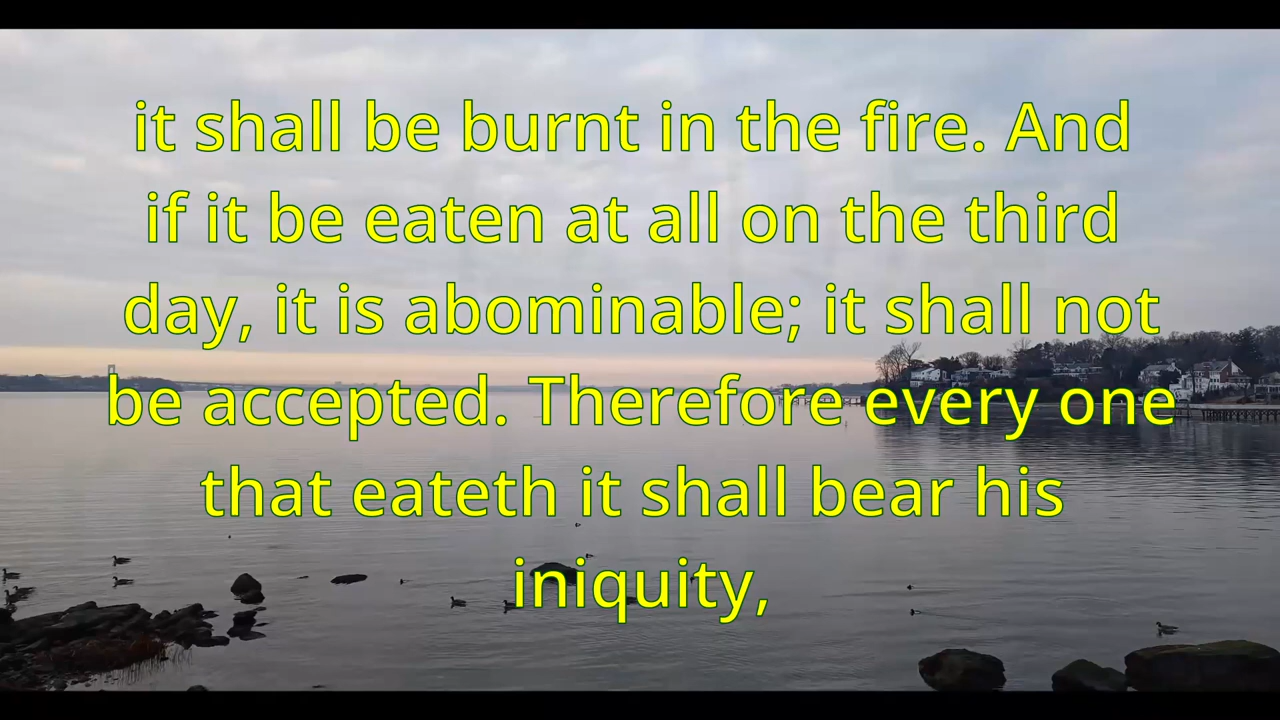 it shall be burnt in the fire. And
if it be eaten at all on the third
day, it is abominable; it shall not
be accepted. Therefore every one
that eateth it shall bear his
iniquity,